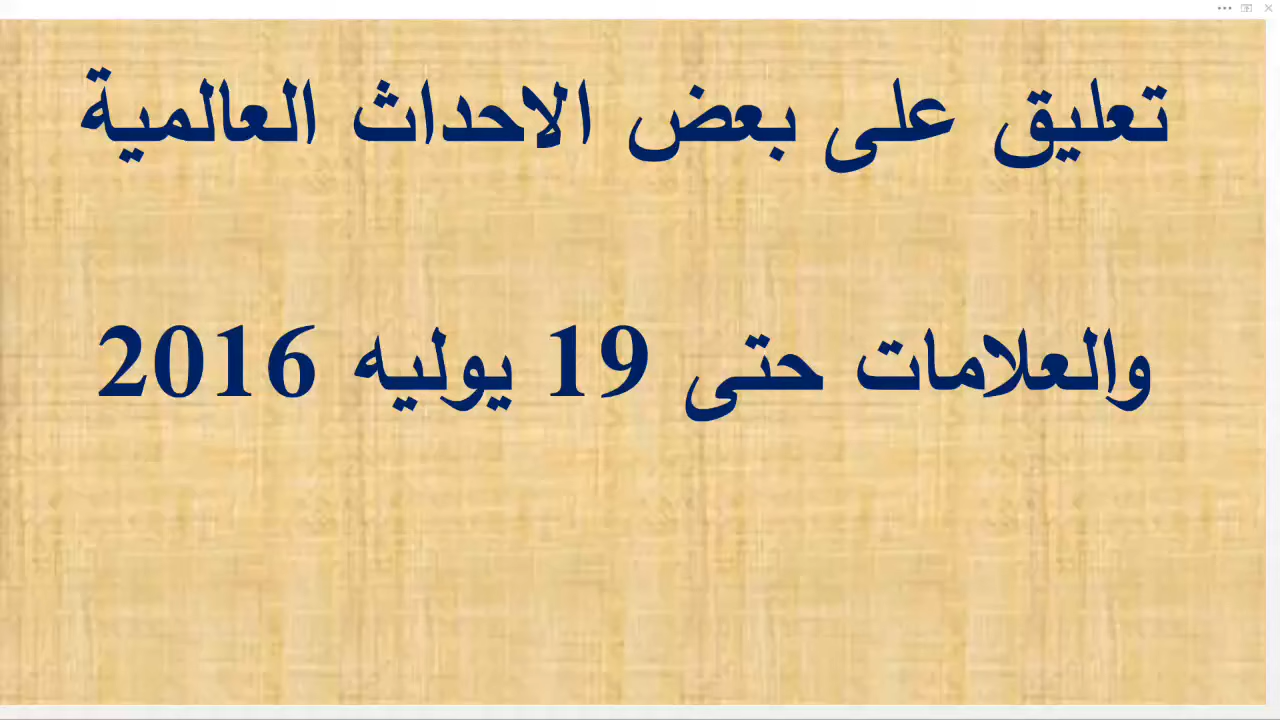 تعليق على بعض الاحداث العالمية
والعلامات حتى 19 يوليه 2016